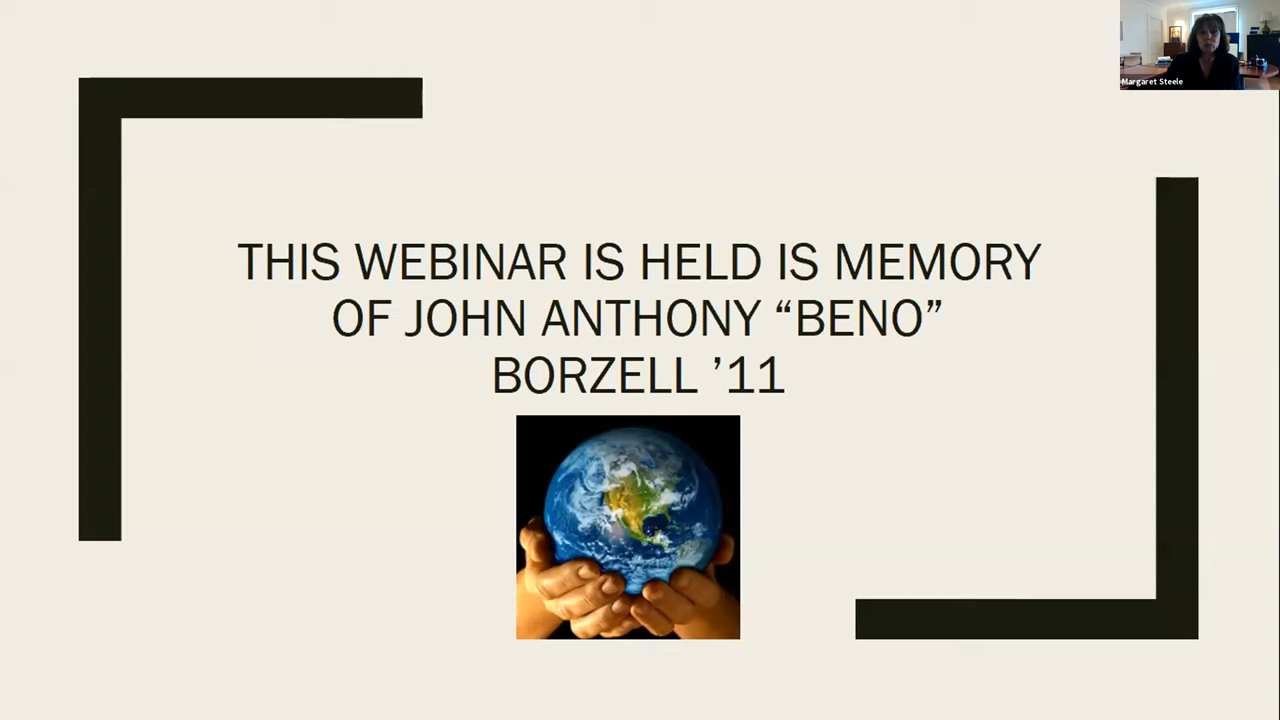 Margaret Steele
THIS WEBINAR IS HELD IS MEMORY
OF JOHN ANTHONY “BENO”
BORZELL ’11